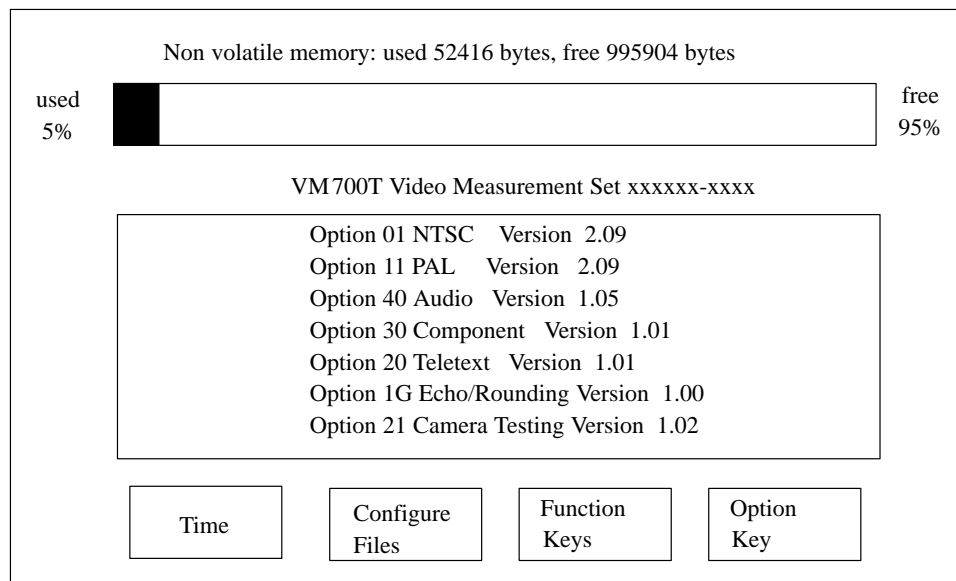 Non volatile memory: used 52416 bytes, free 995904 bytes
used
5%
free
95%
VM700T Video Measurement Set xxxxxx-xxxx
Option 01 NTSC Version 2.09
Option 11 PAL Version 2.09
Option 40 Audio Version 1.05
Option 30 Component Version 1.01
Option 20 Teletext Version 1.01
Option 1G Echo/Rounding Version 1.00
Option 21 Camera Testing Version 1.02
Time
Configure
Files
Function
Keys
Option
Key